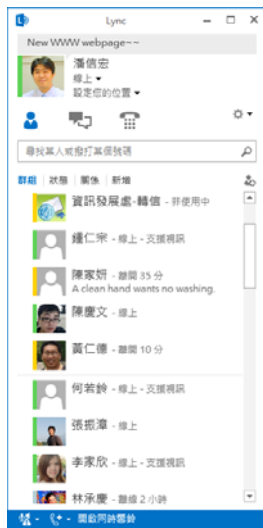 Lync
New WWW webpage~~
潘信宏
線上
設定您的位置
尋找某人或撥打某個號碼
群組 狀態 關係 新增
資訊發展處-轉信 - 非使用中
鍾仁宗 - 線上 - 支援視訊
陳家妍 - 離開 35 分
A clean hand wants no washing.
陳慶文 - 線上
黃仁德 - 離開 10 分
何若鈴 - 線上 - 支援視訊
張振漳 - 線上
李家欣 - 線上 - 支援視訊
林承慶 - 離線 2 小時
開啟同時響鈴